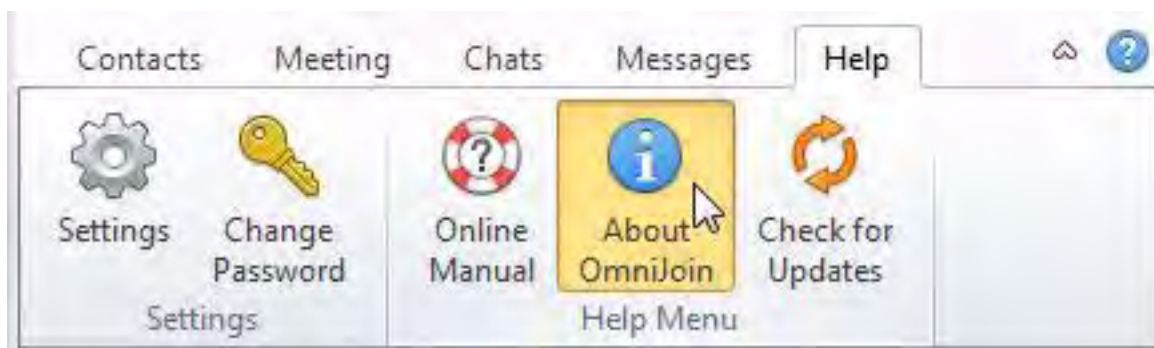 Contacts Meeting Chats Messages Help
Settings Change Password Online Manual About OmniJoin Check for Updates
Settings Help Menu